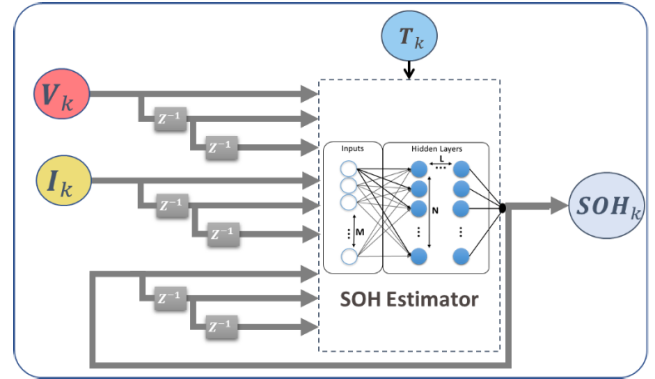 T_k
V_k
Z^{-1}
Z^{-1}
Inputs
Hidden Layers
L
...
I_k
Z^{-1}
Z^{-1}
N
M
...
...
...
SOH_k
SOH Estimator
Z^{-1}
Z^{-1}